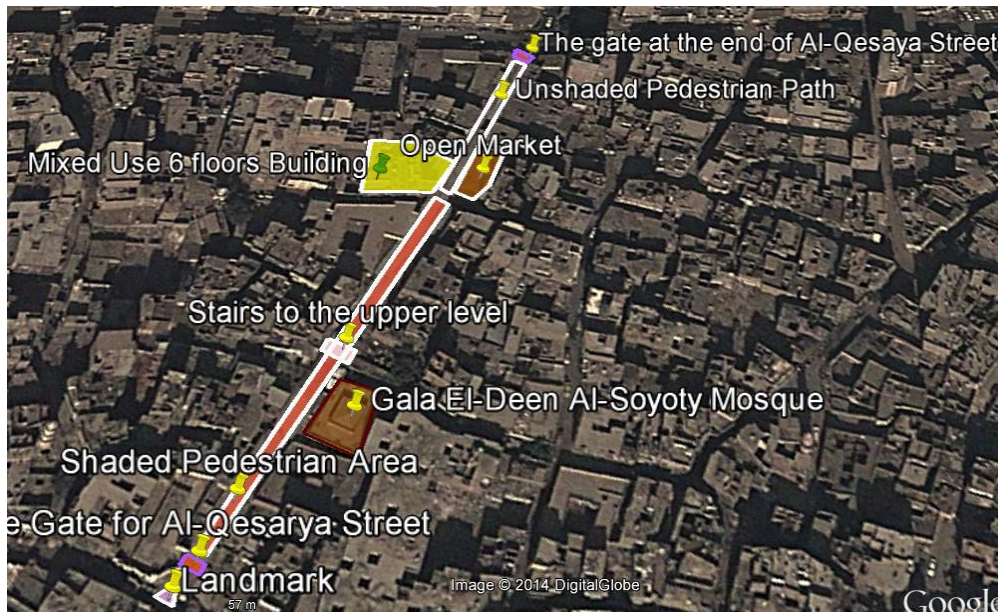 The gate at the end of Al-Qesaya Street
Unshaded Pedestrian Path
Open Market
Mixed Use 6 floors Building
Stairs to the upper level
Gala El-Deen Al-Soyoty Mosque
Shaded Pedestrian Area
e Gate for Al-Qesarya Street
Landmark
Image © 2014 DigitalGlobe
57 m
Google